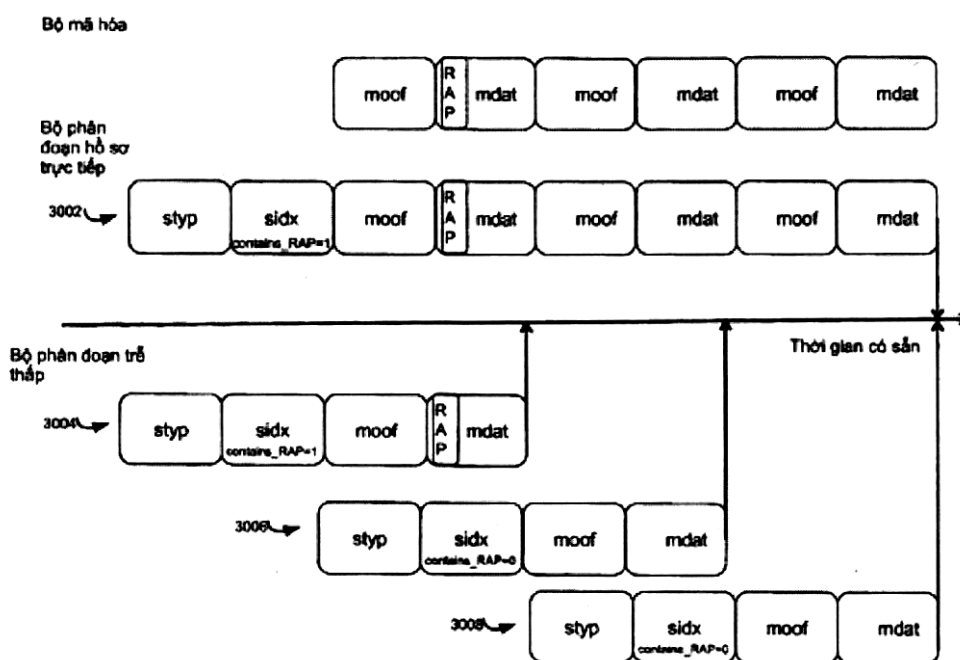 Bộ mã hóa
moof RAP mdat moof mdat moof mdat
Bộ phân
đoạn hồ sơ
trực tiếp
3002
styp sidx moof RAP mdat moof mdat moof mdat
contains_RAP=1
Thời gian có sẵn
Bộ phân đoạn trễ
thấp
3004
styp sidx moof RAP mdat
contains_RAP=1
3006
styp sidx moof mdat
contains_RAP=0
3008
styp sidx moof mdat
contains_RAP=0